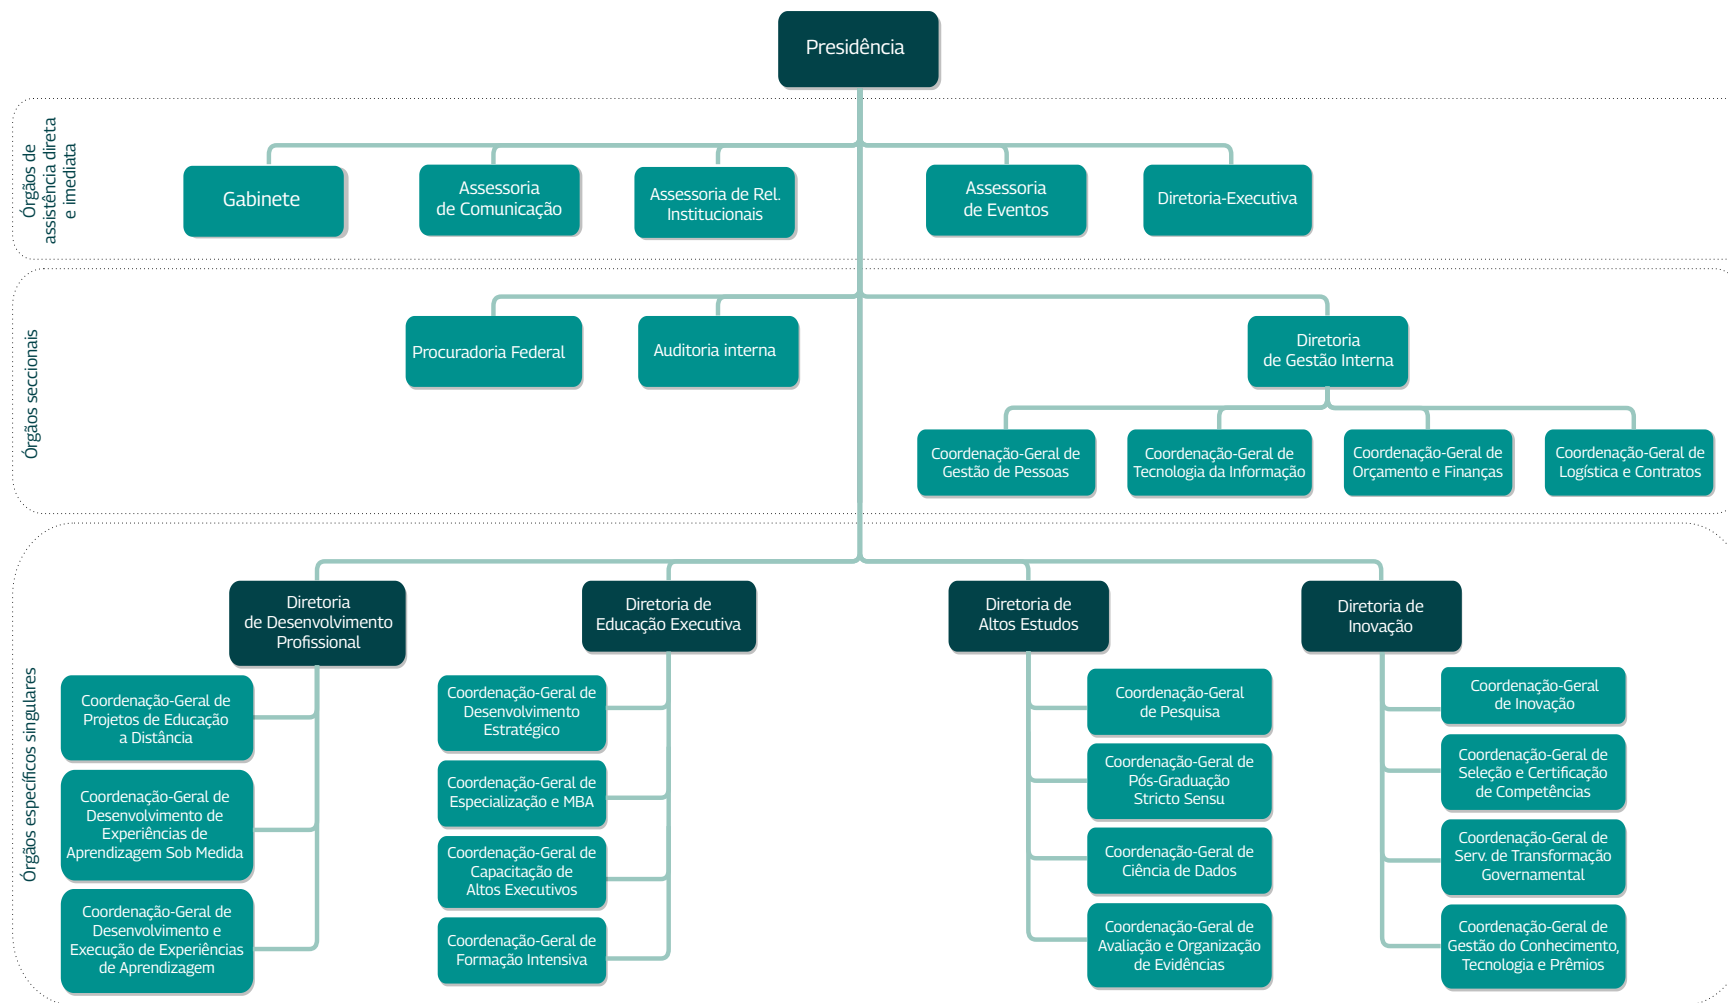 Presidência
Órgãos de
assistência direta
e imediata
Gabinete
Assessoria
de Comunicação
Assessoria de Rel.
Institucionais
Assessoria
de Eventos
Diretoria-Executiva
Órgãos seccionais
Procuradoria Federal
Auditoria interna
Diretoria
de Gestão Interna
Coordenação-Geral de
Gestão de Pessoas
Coordenação-Geral de
Tecnologia da Informação
Coordenação-Geral de
Orçamento e Finanças
Coordenação-Geral de
Logística e Contratos
Órgãos específicos singulares
Diretoria
de Desenvolvimento
Profissional
Coordenação-Geral de
Projetos de Educação
a Distância
Coordenação-Geral de
Desenvolvimento de
Experiências de
Aprendizagem Sob Medida
Coordenação-Geral de
Desenvolvimento e
Execução de Experiências
de Aprendizagem
Diretoria de
Educação Executiva
Coordenação-Geral de
Desenvolvimento
Estratégico
Coordenação-Geral de
Especialização e MBA
Coordenação-Geral de
Capacitação de
Altos Executivos
Coordenação-Geral de
Formação Intensiva
Diretoria de
Altos Estudos
Coordenação-Geral
de Pesquisa
Coordenação-Geral de
Pós-Graduação
Stricto Sensu
Coordenação-Geral de
Ciência de Dados
Coordenação-Geral de
Avaliação e Organização
de Evidências
Diretoria de
Inovação
Coordenação-Geral
de Inovação
Coordenação-Geral de
Seleção e Certificação
de Competências
Coordenação-Geral de
Serv. de Transformação
Governamental
Coordenação-Geral de
Gestão do Conhecimento,
Tecnologia e Prêmios